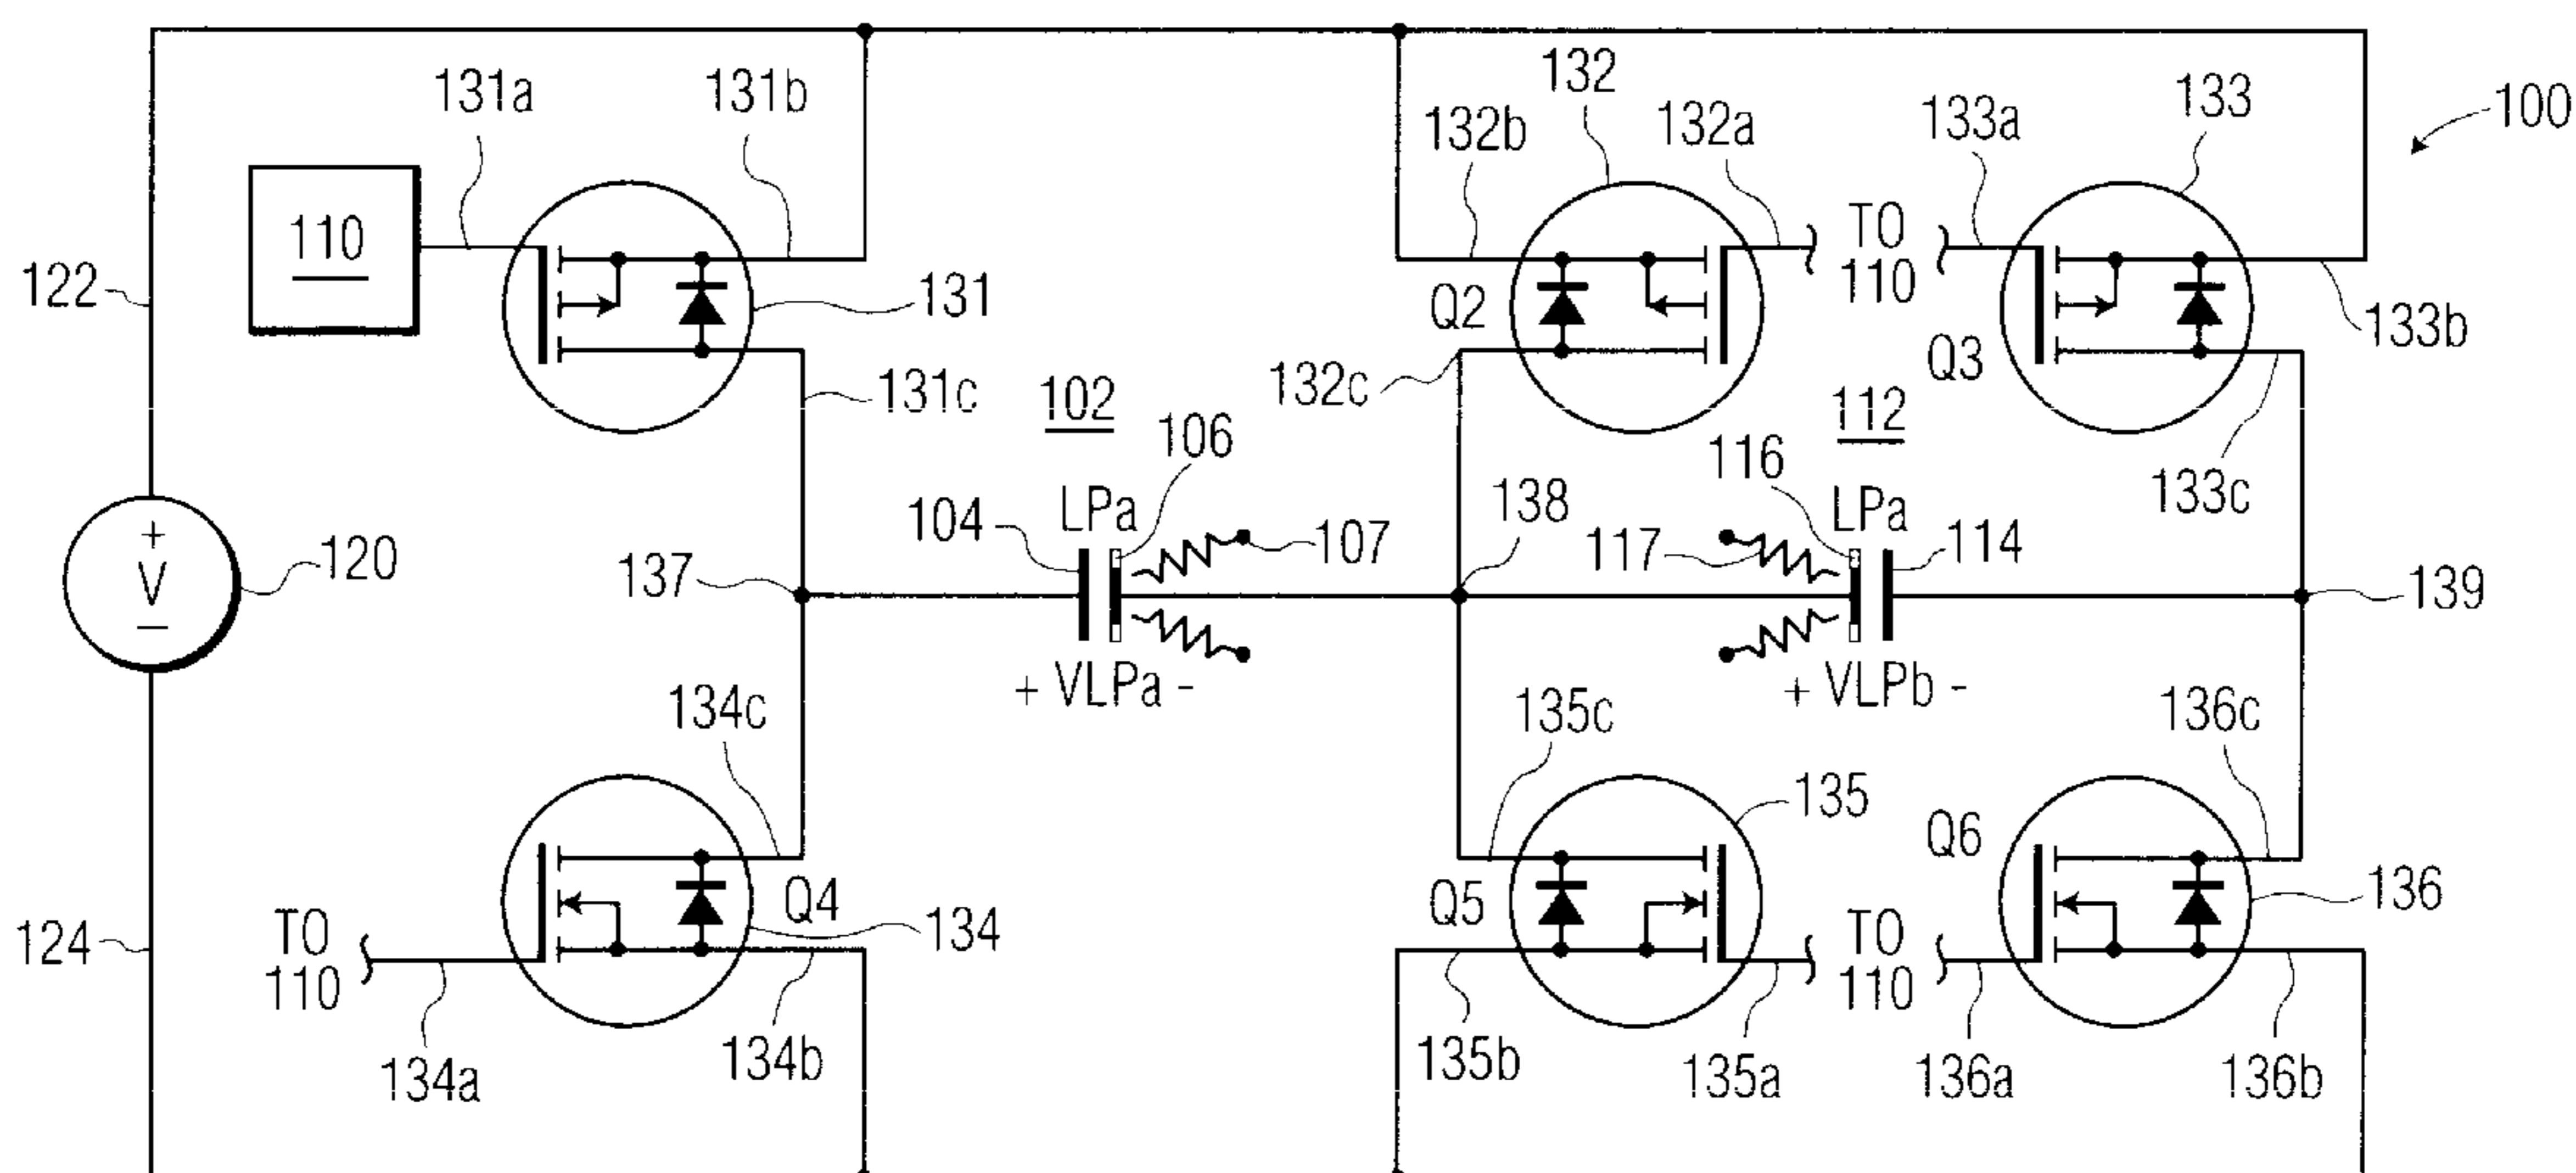 132
133
131a
131b
132b
132a
133a
100
110
TO
110
122
131
Q2
133b
Q3
132c
131c
102
112
106
116
133c
LPa
138
LPa
104
107
117
114
+
V
−
120
137
139
+ VLPa -
+ VLPb -
134c
135c
136c
135
Q6
Q4
Q5
136
124
TO
110
134
TO
110
134a
134b
135b
135a
136a
136b